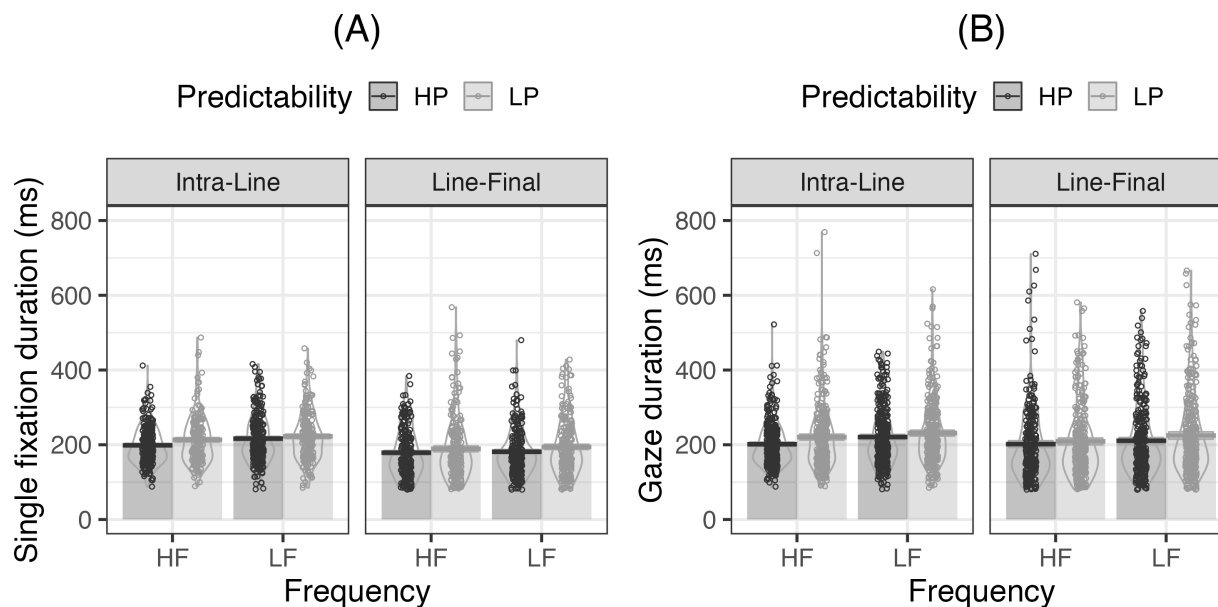 (A)
Predictability HP LP
Intra-Line Line-Final
Single fixation duration (ms)
800
600
400
200
0
HF LF HF LF
Frequency
(B)
Predictability HP LP
Intra-Line Line-Final
Gaze duration (ms)
800
600
400
200
0
HF LF HF LF
Frequency